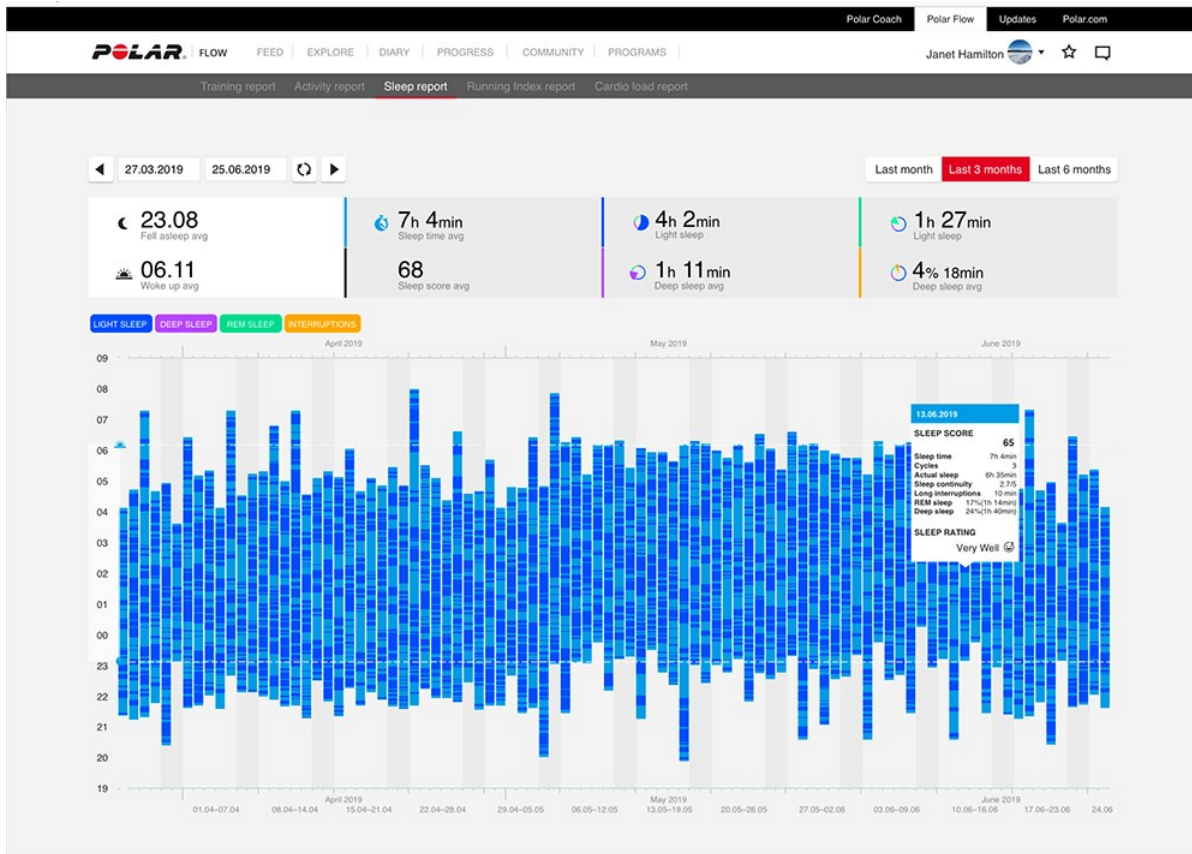 Polar Coach Polar Flow Updates Polar.com
POLAR. FLOW FEED EXPLORE DIARY PROGRESS COMMUNITY PROGRAMS Janet Hamilton
Training report Activity report Sleep report Running Index report Cardio load report
27.03.2019 25.06.2019 Last month Last 3 months Last 6 months
23.08 7h 4min 4h 2min 1h 27min
Fell asleep avg Sleep time avg Light sleep Light sleep
06.11 68 1h 11min 4% 18min
Woke up avg Sleep score avg Deep sleep avg Deep sleep avg
LIGHT SLEEP DEEP SLEEP REM SLEEP INTERRUPTIONS
April 2019 May 2019 June 2019
09
08
07
06
05
04
03
02
01
00
23
22
21
20
19
13.06.2019
SLEEP SCORE
65
Sleep time 7h 4min
Cycles 3
Actual sleep 6h 35min
Sleep continuity 2.7/5
Long interruptions 10 min
REM sleep 17%(1h 14min)
Deep sleep 24%(1h 40min)
SLEEP RATING
Very Well
April 2019 May 2019 June 2019
01.04–07.04 08.04–14.04 15.04–21.04 22.04–28.04 29.04–05.05 06.05–12.05 13.05–19.05 20.05–26.05 27.05–02.06 03.06–09.06 10.06–16.06 17.06–23.06 24.06